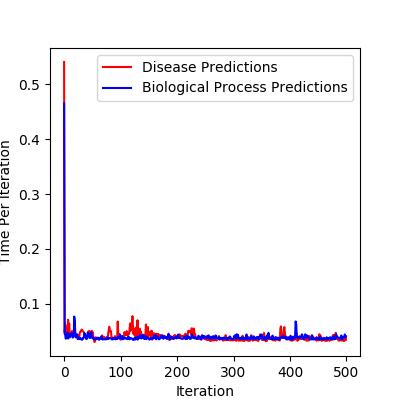 Disease Predictions
Biological Process Predictions
Time Per Iteration
0.5
0.4
0.3
0.2
0.1
0 100 200 300 400 500
Iteration